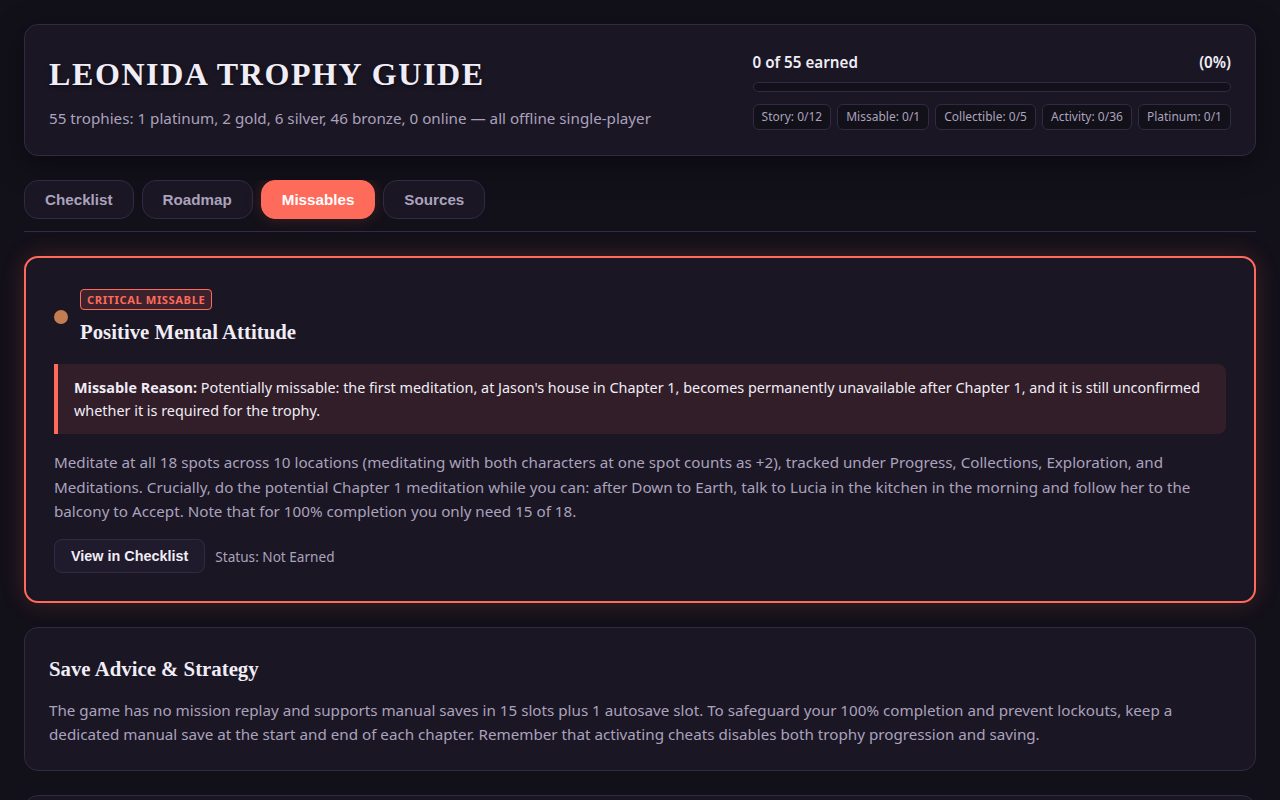 LEONIDA TROPHY GUIDE
55 trophies: 1 platinum, 2 gold, 6 silver, 46 bronze, 0 online — all offline single-player
0 of 55 earned (0%)
Story: 0/12 Missable: 0/1 Collectible: 0/5 Activity: 0/36 Platinum: 0/1
Checklist Roadmap Missables Sources
CRITICAL MISSABLE
Positive Mental Attitude
Missable Reason: Potentially missable: the first meditation, at Jason's house in Chapter 1, becomes permanently unavailable after Chapter 1, and it is still unconfirmed
whether it is required for the trophy.
Meditate at all 18 spots across 10 locations (meditating with both characters at one spot counts as +2), tracked under Progress, Collections, Exploration, and
Meditations. Crucially, do the potential Chapter 1 meditation while you can: after Down to Earth, talk to Lucia in the kitchen in the morning and follow her to the
balcony to Accept. Note that for 100% completion you only need 15 of 18.
View in Checklist Status: Not Earned
Save Advice & Strategy
The game has no mission replay and supports manual saves in 15 slots plus 1 autosave slot. To safeguard your 100% completion and prevent lockouts, keep a
dedicated manual save at the start and end of each chapter. Remember that activating cheats disables both trophy progression and saving.